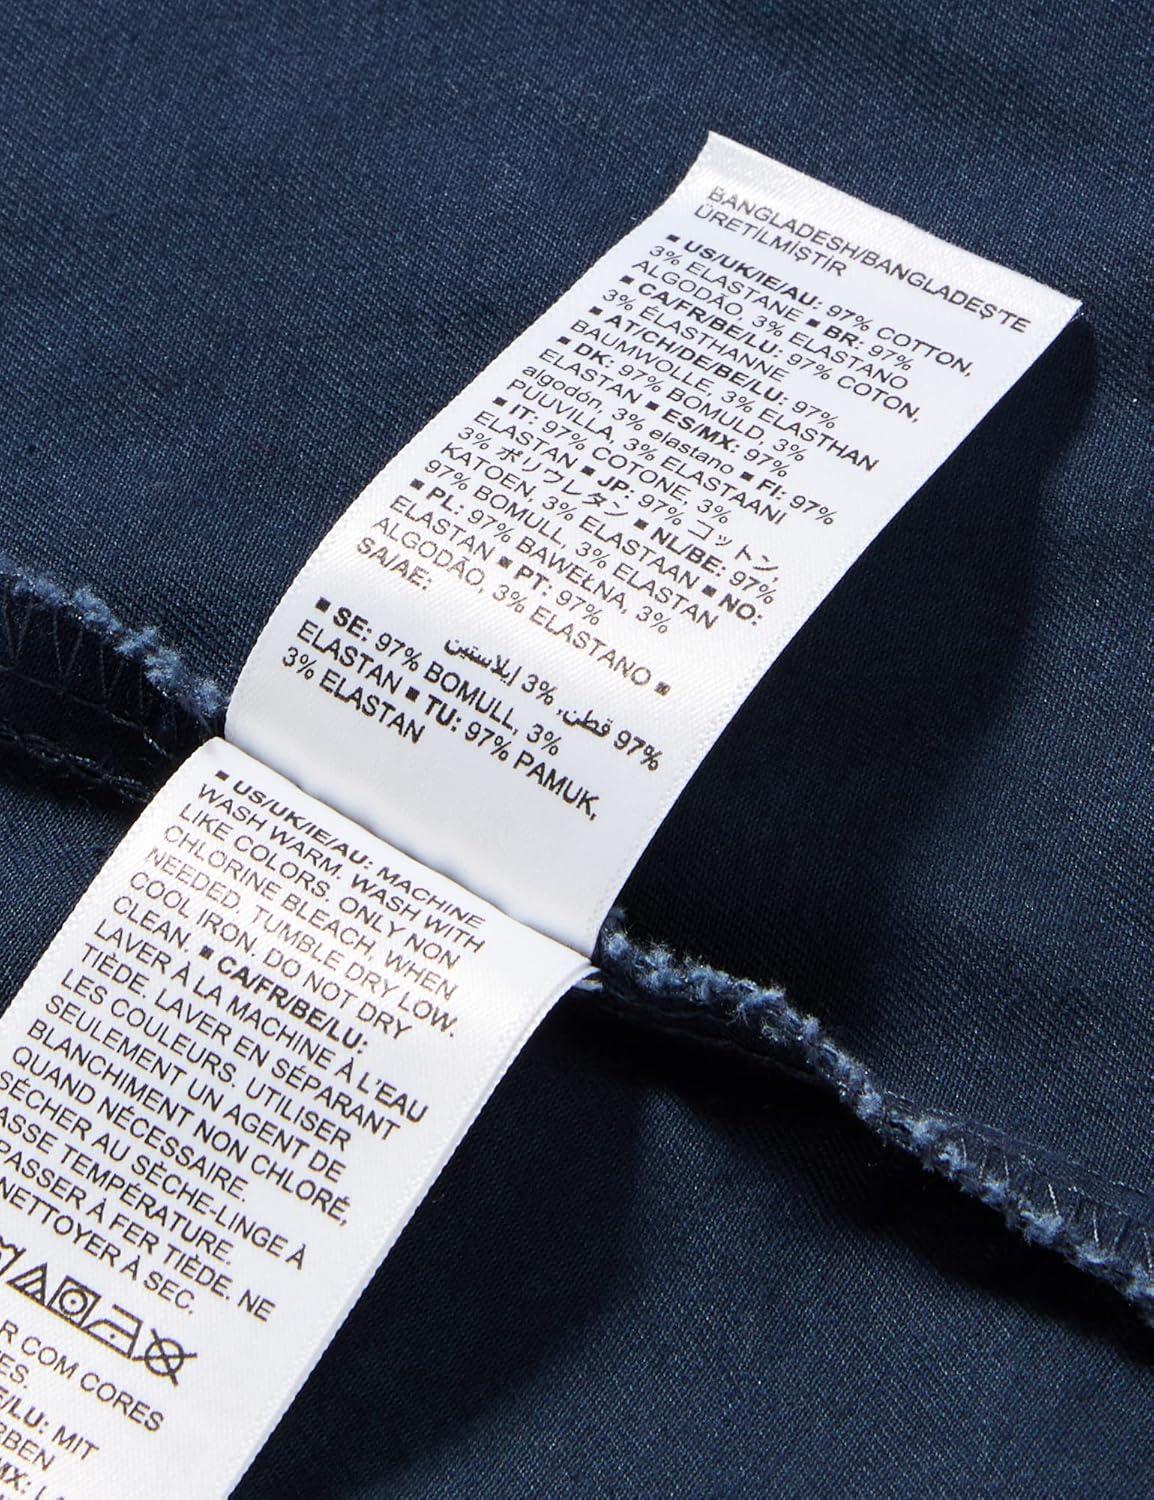 BANGLADESH/BANGLADEŞ'TE
ÜRETİLMİŞTİR
▪ US/UK/IE/AU: 97% COTTON,
3% ELASTANE ▪ BR: 97%
ALGODÃO, 3% ELASTANO
▪ CA/FR/BE/LU: 97% COTON,
3% ÉLASTHANNE
▪ AT/CH/DE/BE/LU: 97%
BAUMWOLLE, 3% ELASTHAN
▪ DK: 97% BOMULD, 3%
ELASTAN ▪ ES/MX: 97%
algodón, 3% elastano ▪ FI: 97%
PUUVILLA, 3% ELASTAANI
▪ IT: 97% COTONE, 3%
ELASTAN ▪ JP: 97% コットン,
3% ポリウレタン ▪ NL/BE: 97%
KATOEN, 3% ELASTAAN ▪ NO:
97% BOMULL, 3% ELASTAN
▪ PL: 97% BAWEŁNA, 3%
ELASTAN ▪ PT: 97%
ALGODÃO, 3% ELASTANO ▪
SA/AE:
97% قطن, 3% إيلاستين
▪ SE: 97% BOMULL, 3%
ELASTAN ▪ TU: 97% PAMUK,
3% ELASTAN
▪ US/UK/IE/AU: MACHINE
WASH WARM, WASH WITH
LIKE COLORS, ONLY NON
CHLORINE BLEACH, WHEN
NEEDED, TUMBLE DRY LOW.
COOL IRON, DO NOT DRY
CLEAN. ▪ CA/FR/BE/LU:
LAVER À LA MACHINE À L'EAU
TIÈDE. LAVER EN SÉPARANT
LES COULEURS. UTILISER
SEULEMENT UN AGENT DE
BLANCHIMENT NON CHLORÉ,
QUAND NÉCESSAIRE.
SÉCHER AU SÈCHE-LINGE À
ASSE TEMPÉRATURE.
PASSER À FER TIÈDE. NE
NETTOYER À SEC.
R COM CORES
ES.
E/LU: MIT
RBEN
MX: